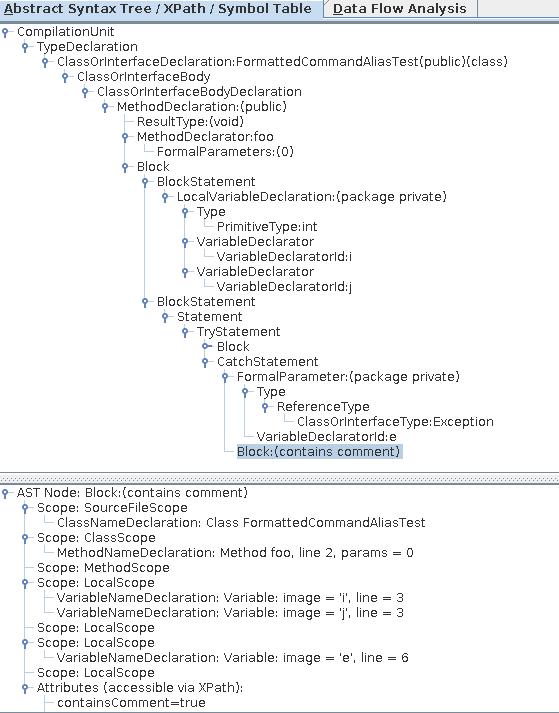 Abstract Syntax Tree / XPath / Symbol Table Data Flow Analysis
CompilationUnit
TypeDeclaration
ClassOrInterfaceDeclaration:FormattedCommandAliasTest(public)(class)
ClassOrInterfaceBody
ClassOrInterfaceBodyDeclaration
MethodDeclaration:(public)
ResultType:(void)
MethodDeclarator:foo
FormalParameters:(0)
Block
BlockStatement
LocalVariableDeclaration:(package private)
Type
PrimitiveType:int
VariableDeclarator
VariableDeclaratorId:i
VariableDeclarator
VariableDeclaratorId:j
BlockStatement
Statement
TryStatement
Block
CatchStatement
FormalParameter:(package private)
Type
ReferenceType
ClassOrInterfaceType:Exception
VariableDeclaratorId:e
Block:(contains comment)
AST Node: Block:(contains comment)
Scope: SourceFileScope
ClassNameDeclaration: Class FormattedCommandAliasTest
Scope: ClassScope
MethodNameDeclaration: Method foo, line 2, params = 0
Scope: MethodScope
Scope: LocalScope
VariableNameDeclaration: Variable: image = 'i', line = 3
VariableNameDeclaration: Variable: image = 'j', line = 3
Scope: LocalScope
Scope: LocalScope
VariableNameDeclaration: Variable: image = 'e', line = 6
Scope: LocalScope
Attributes (accessible via XPath):
containsComment=true